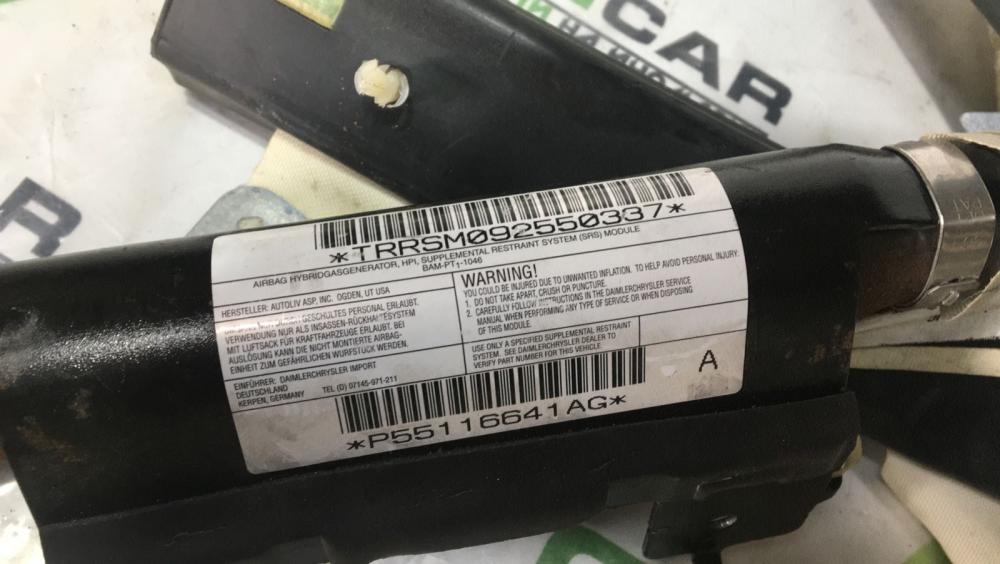 CAR
НА ИНО
CAR
*TRRSM092550337*
AIRBAG HYBRIDGASGENERATOR, HPI, SUPPLEMENTAL RESTRAINT SYSTEM (SRS) MODULE
BAM-PT1-1046
HERSTELLER: AUTOLIV ASP, INC. OGDEN, UT USA
GESCHULTES PERSONAL ERLAUBT.
VERWENDUNG NUR ALS INSASSEN-RÜCKHA SYSTEM
MIT LUFTSACK FÜR KRAFTFAHRZEUGE ERLAUBT. BEI
AUSLÖSUNG KANN DIE NICHT MONTIERTE AIRBAG-
EINHEIT ZUM GEFÄHRLICHEN WURFSTÜCK WERDEN.
EINFÜHRER: DAIMLERCHRYSLER IMPORT
DEUTSCHLAND
KERPEN, GERMANY TEL (0) 07145-971-211
WARNING!
YOU COULD BE INJURED DUE TO UNWANTED INFLATION. TO HELP AVOID PERSONAL INJURY.
1. DO NOT TAKE APART, CRUSH OR PUNCTURE.
2. CAREFULLY FOLLOW INSTRUCTIONS IN THE DAIMLERCHRYSLER SERVICE
MANUAL WHEN PERFORMING ANY TYPE OF SERVICE OR WHEN DISPOSING
OF THIS MODULE.
USE ONLY A SPECIFIED SUPPLEMENTAL RESTRAINT
SYSTEM. SEE DAIMLERCHRYSLER DEALER TO
VERIFY PART NUMBER FOR THIS VEHICLE.
A
*P55116641AG*
PAT